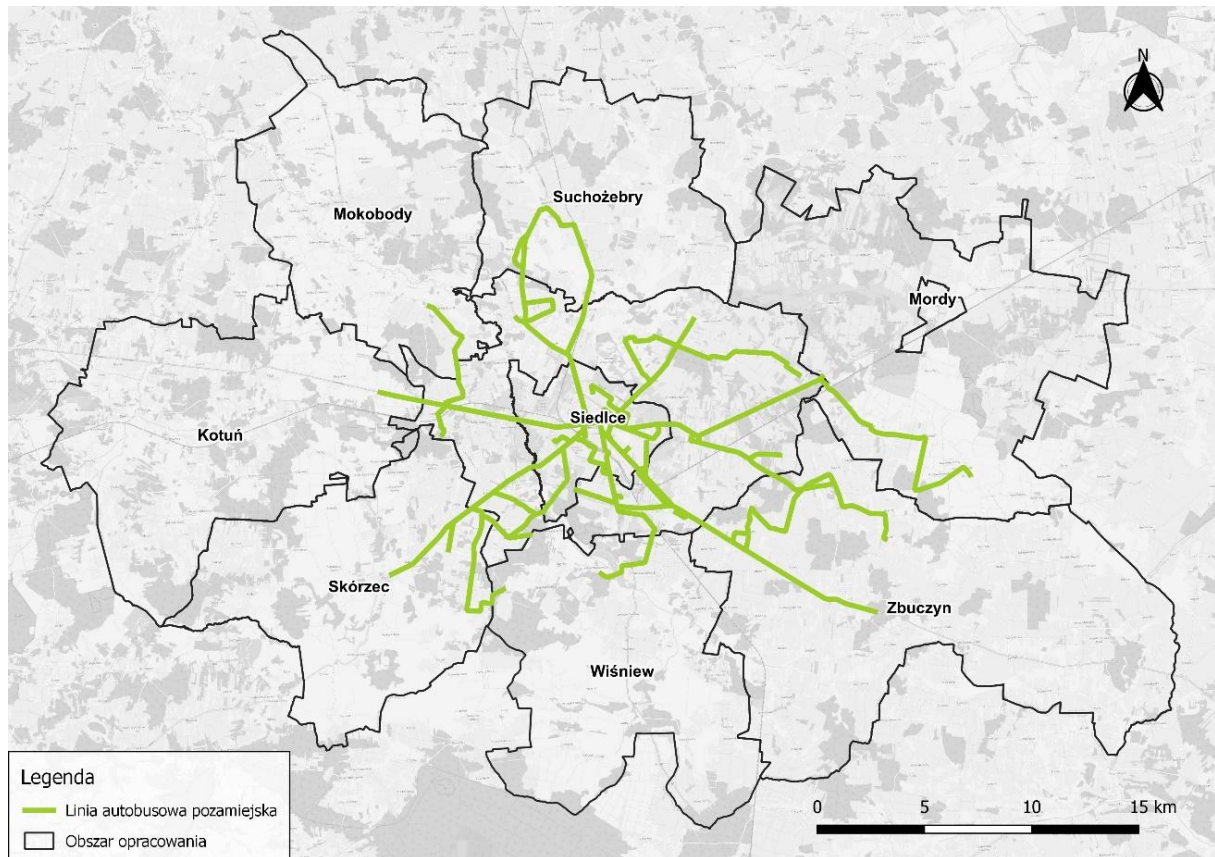 N
Suchożebry
Mokobody
Mordy
Siedlce
Kotuń
Skórzec
Zbuczyn
Wiśniew
Legenda
Linia autobusowa pozamiejska
Obszar opracowania
0 5 10 15 km